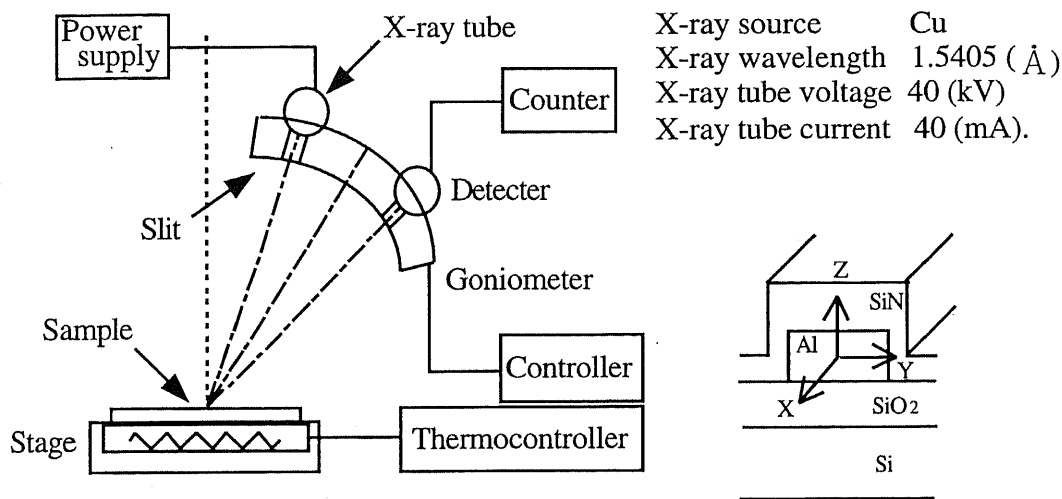 Power
supply
X-ray tube
Counter
Detecter
Slit
Goniometer
Sample
Controller
Stage
Thermocontroller
X-ray source Cu
X-ray wavelength 1.5405 (Å)
X-ray tube voltage 40 (kV)
X-ray tube current 40 (mA).
Z
SiN
Al
Y
X
SiO2
Si